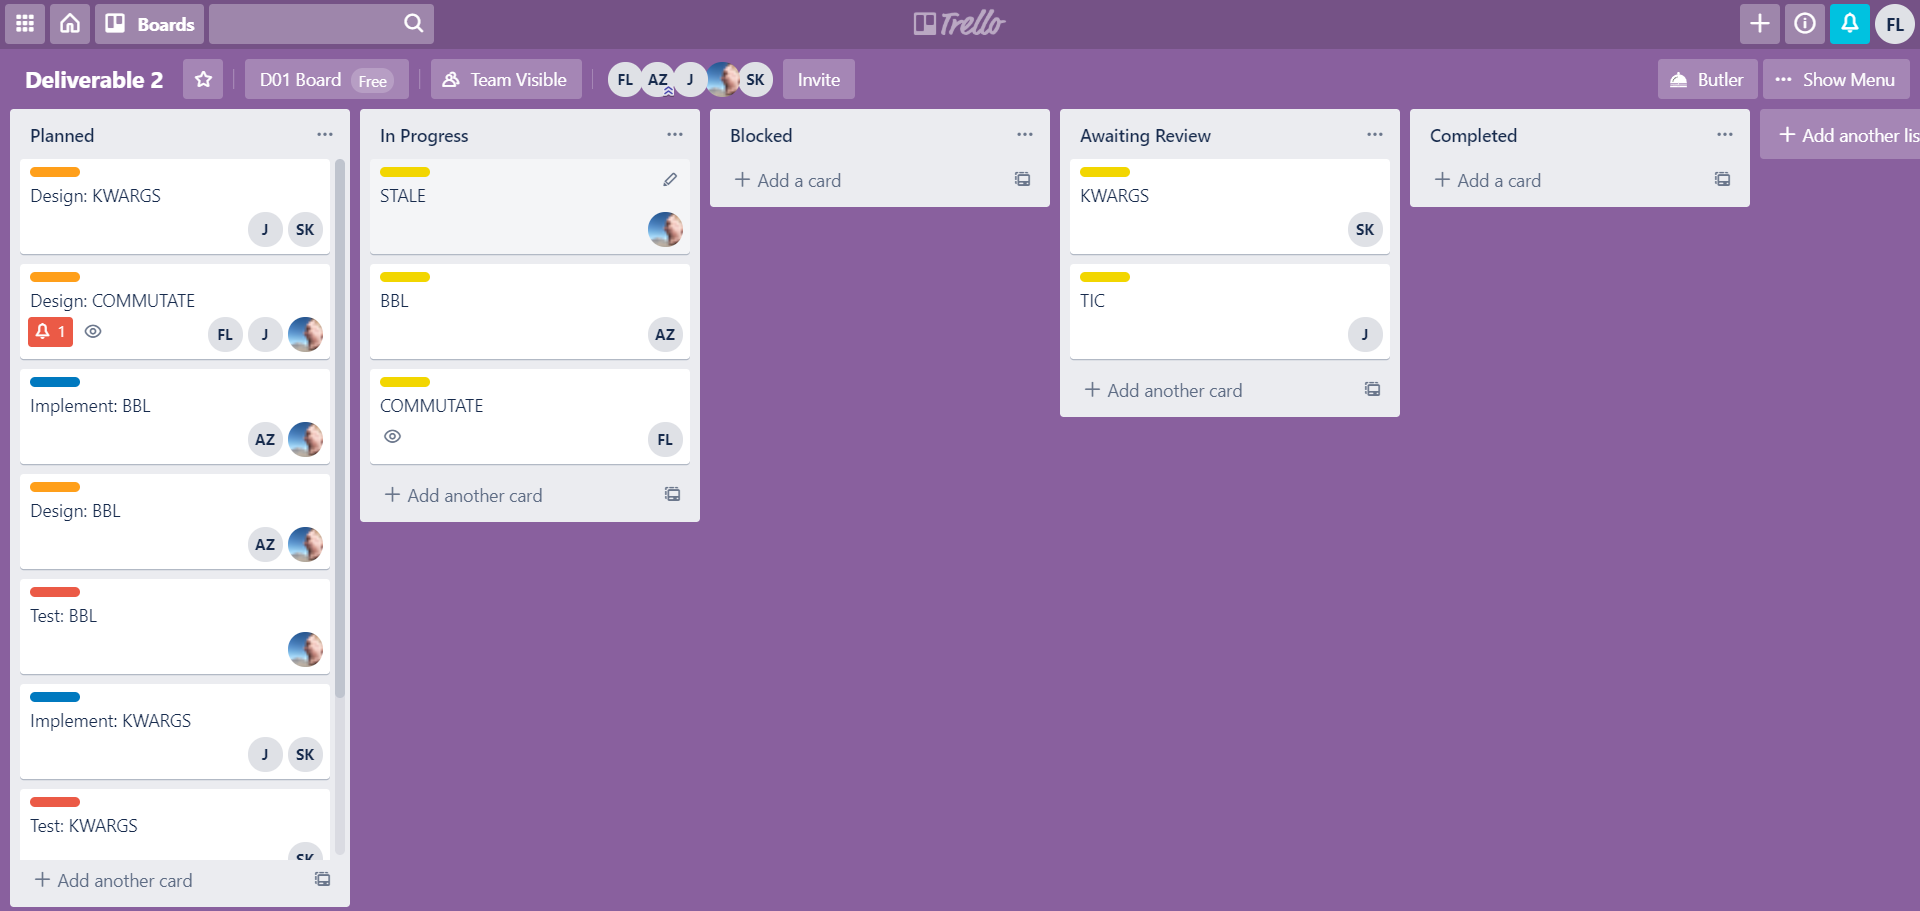 Boards
Trello
FL
Deliverable 2
D01 Board Free
Team Visible
FL AZ J SK
Invite
Butler
Show Menu
Planned
Design: KWARGS
J SK
Design: COMMUTATE
1
FL J
Implement: BBL
AZ
Design: BBL
AZ
Test: BBL
Implement: KWARGS
J SK
Test: KWARGS
SK
+ Add another card
In Progress
STALE
BBL
AZ
COMMUTATE
FL
+ Add another card
Blocked
+ Add a card
Awaiting Review
KWARGS
SK
TIC
J
+ Add another card
Completed
+ Add a card
+ Add another lis